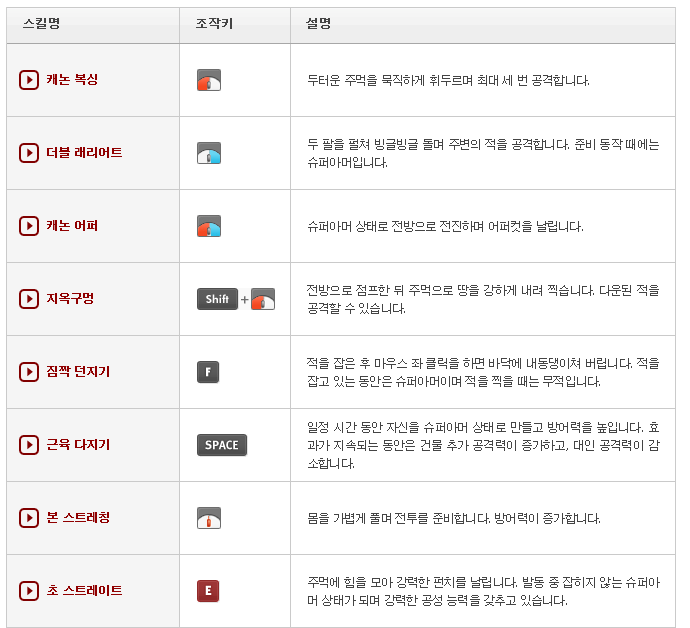 스킬명 조작키 설명
캐논 복싱 두터운 주먹을 묵직하게 휘두르며 최대 세 번 공격합니다.
더블 래리어트 두 팔을 펼쳐 빙글빙글 돌며 주변의 적을 공격합니다. 준비 동작 때에는
슈퍼아머입니다.
캐논 어퍼 슈퍼아머 상태로 전방으로 전진하며 어퍼컷을 날립니다.
지옥구멍 Shift + 전방으로 점프한 뒤 주먹으로 땅을 강하게 내려 찍습니다. 다운된 적을
공격할 수 있습니다.
짐짝 던지기 F 적을 잡은 후 마우스 좌 클릭을 하면 바닥에 내동댕이쳐 버립니다. 적을
잡고 있는 동안은 슈퍼아머이며 적을 찍을 때는 무적입니다.
근육 다지기 SPACE 일정 시간 동안 자신을 슈퍼아머 상태로 만들고 방어력을 높입니다. 효
과가 지속되는 동안은 건물 추가 공격력이 증가하고, 대인 공격력이 감
소합니다.
본 스트레칭 몸을 가볍게 풀며 전투를 준비합니다. 방어력이 증가합니다.
초 스트레이트 E 주먹에 힘을 모아 강력한 펀치를 날립니다. 발동 중 잡히지 않는 슈퍼아
머 상태가 되며 강력한 공성 능력을 갖추고 있습니다.